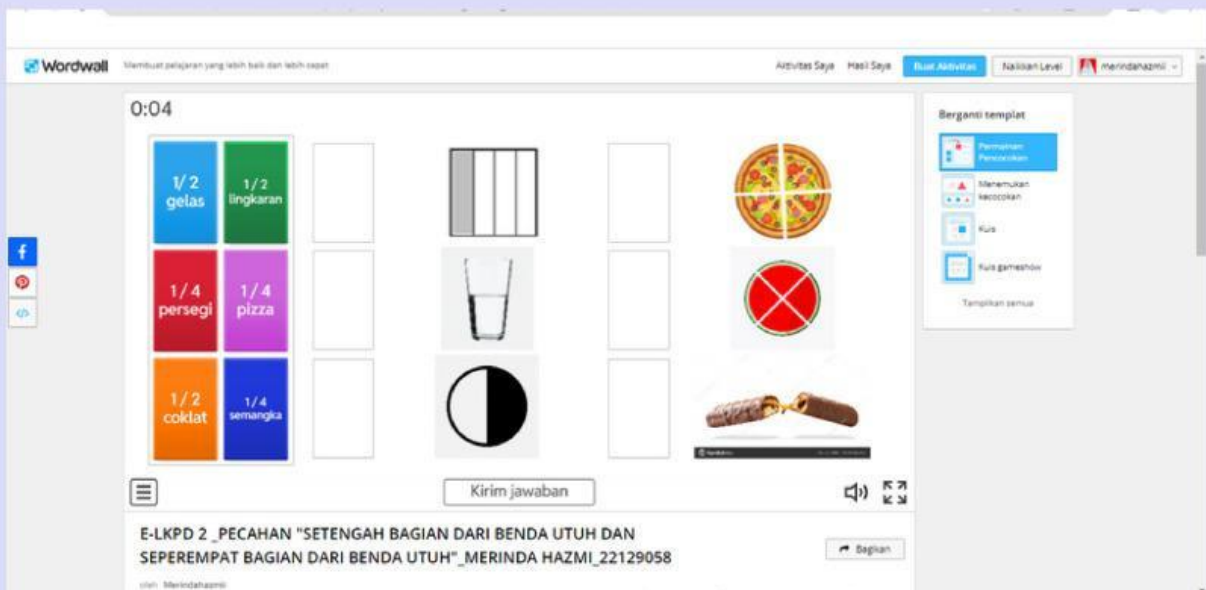 Wordwall
Membuat pelajaran yang lebih baik dan lebih cepat
Aktivitas Saya
Hasil Saya
Buat Aktivitas
Naikkan Level
merindahazmii
0:04
1/ 2
gelas
1/2
lingkaran
1/4
persegi
1/4
pizza
1/2
coklat
1/4
semangka
Kirim jawaban
Berganti templat
Permainan
Pencocokan
Menemukan
kecocokan
Kuis
Kuis gameshow
Tampilkan semua
E-LKPD 2 _PECAHAN "SETENGAH BAGIAN DARI BENDA UTUH DAN
SEPEREMPAT BAGIAN DARI BENDA UTUH"_MERINDA HAZMI_22129058
Bagikan
oleh Merindahazmii